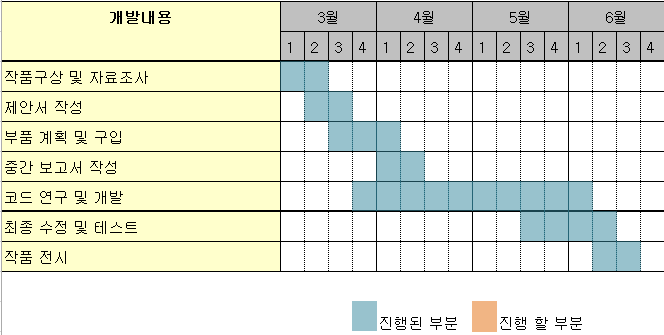 개발내용 3월 4월 5월 6월
1 2 3 4 1 2 3 4 1 2 3 4 1 2 3 4
작품구상 및 자료조사
제안서 작성
부품 계획 및 구입
중간 보고서 작성
코드 연구 및 개발
최종 수정 및 테스트
작품 전시
진행된 부분 진행 할 부분